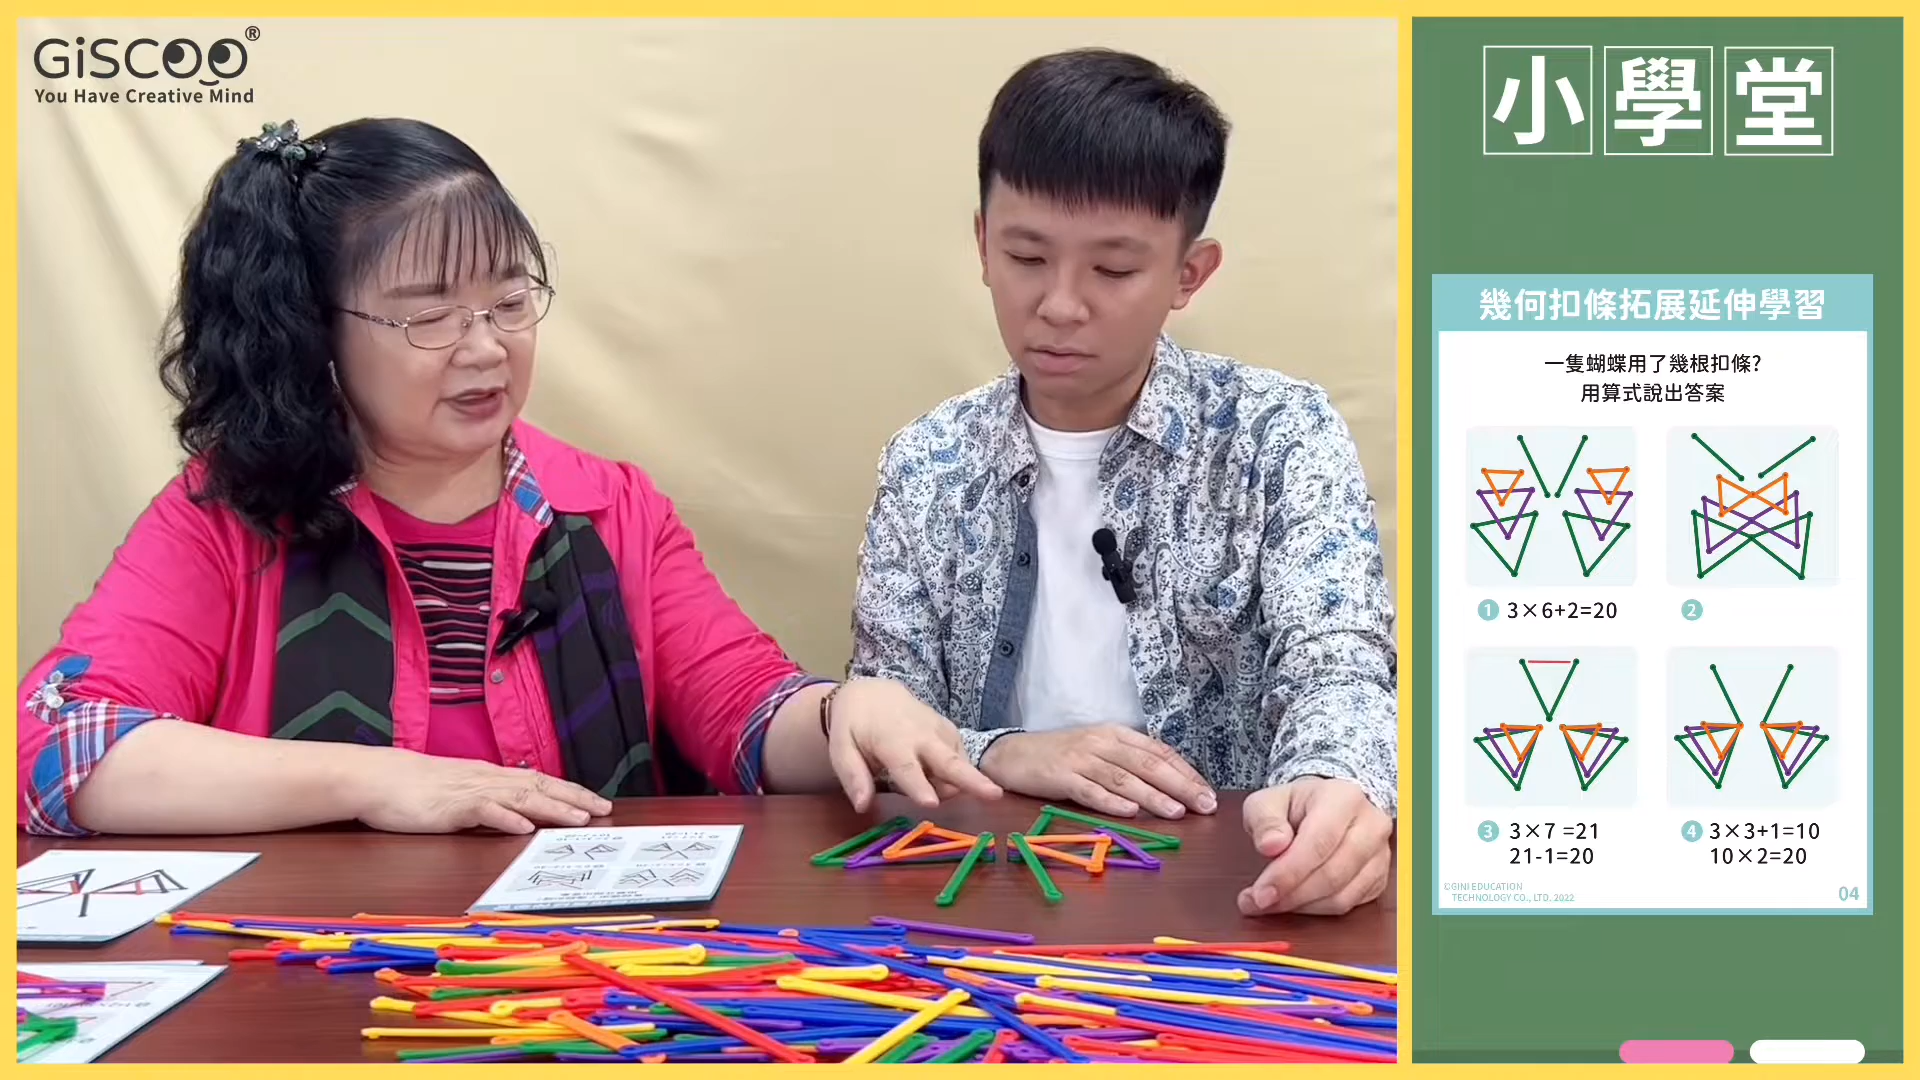 GiSCOO®
You Have Creative Mind
小學堂
幾何扣條拓展延伸學習
一隻蝴蝶用了幾根扣條?
用算式說出答案
1 3×6+2=20
2
3 3×7 =21
21-1=20
4 3×3+1=10
10×2=20
©GINI EDUCATION
TECHNOLOGY CO., LTD. 2022
04